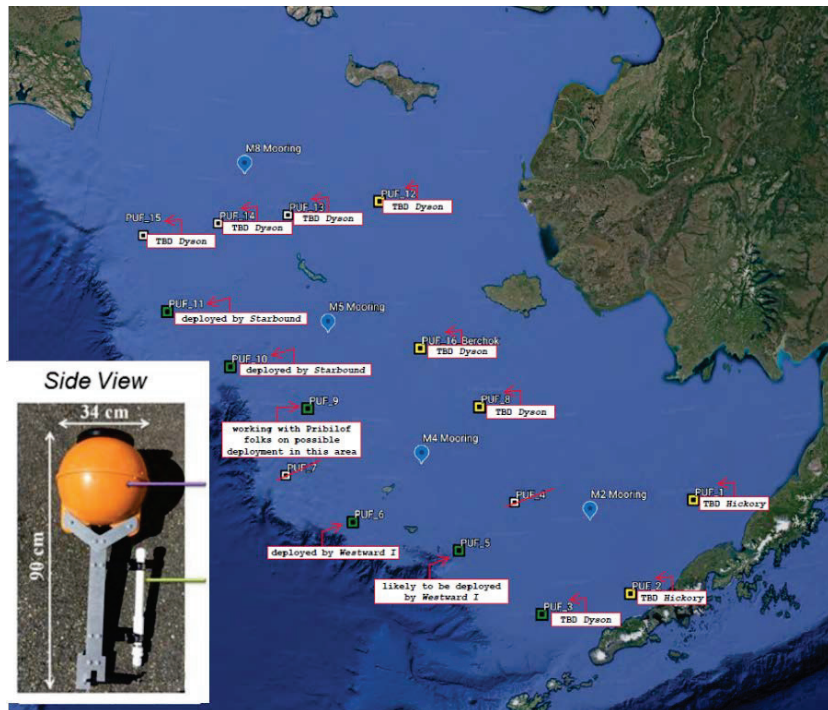 M8 Mooring
PUF_12
TBD Dyson
PUF_13
TBD Dyson
PUF_14
TBD Dyson
PUF_15
TBD Dyson
PUF_11
deployed by Starbound
M5 Mooring
PUF_16_Berchok
TBD Dyson
PUF_10
deployed by Starbound
PUF_9
working with Pribilof
folks on possible
deployment in this area
PUF_8
TBD Dyson
M4 Mooring
PUF_7
PUF_4
M2 Mooring
PUF_1
TBD Hickory
PUF_6
deployed by Westward I
PUF_5
likely to be deployed
by Westward I
PUF_2
TBD Hickory
PUF_3
TBD Dyson
Side View
34 cm
90 cm